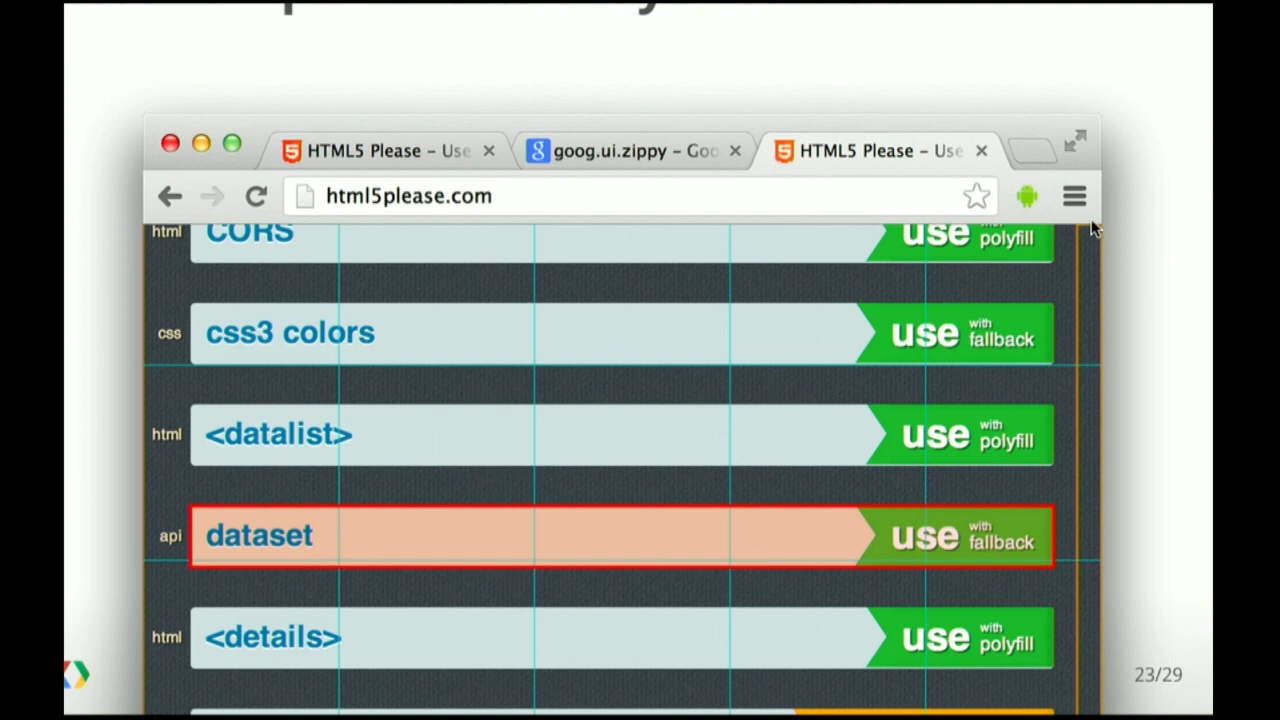 HTML5 Please – Use
goog.ui.zippy – Goo
HTML5 Please – Use
html5please.com
html
CORS
use with polyfill
css
css3 colors
use with fallback
html
<datalist>
use with polyfill
api
dataset
use with fallback
html
<details>
use with polyfill
23/29